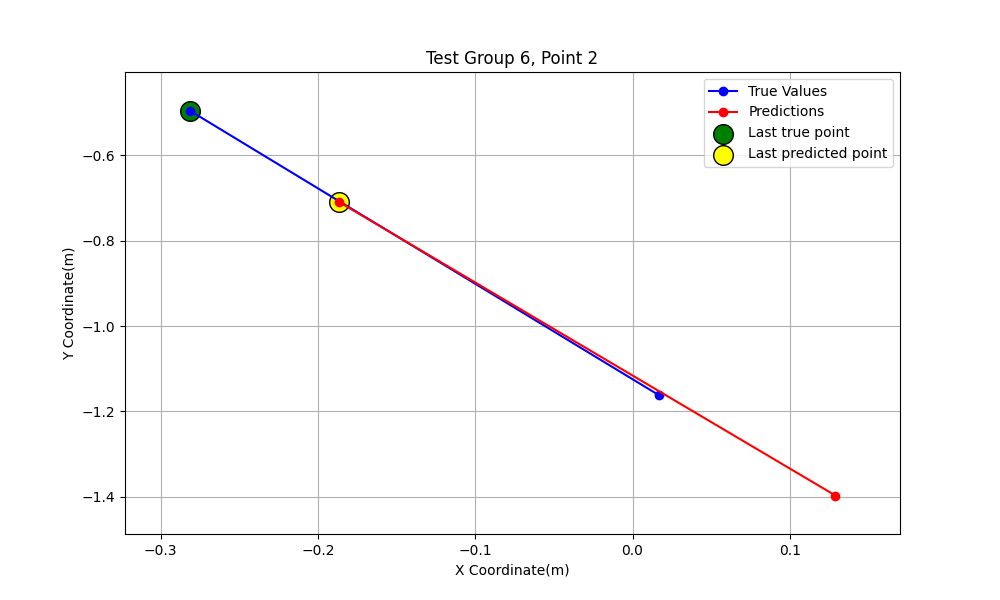 Test Group 6, Point 2
True Values
Predictions
Last true point
Last predicted point
Y Coordinate(m)
−0.6
−0.8
−1.0
−1.2
−1.4
−0.3
−0.2
−0.1
0.0
0.1
X Coordinate(m)